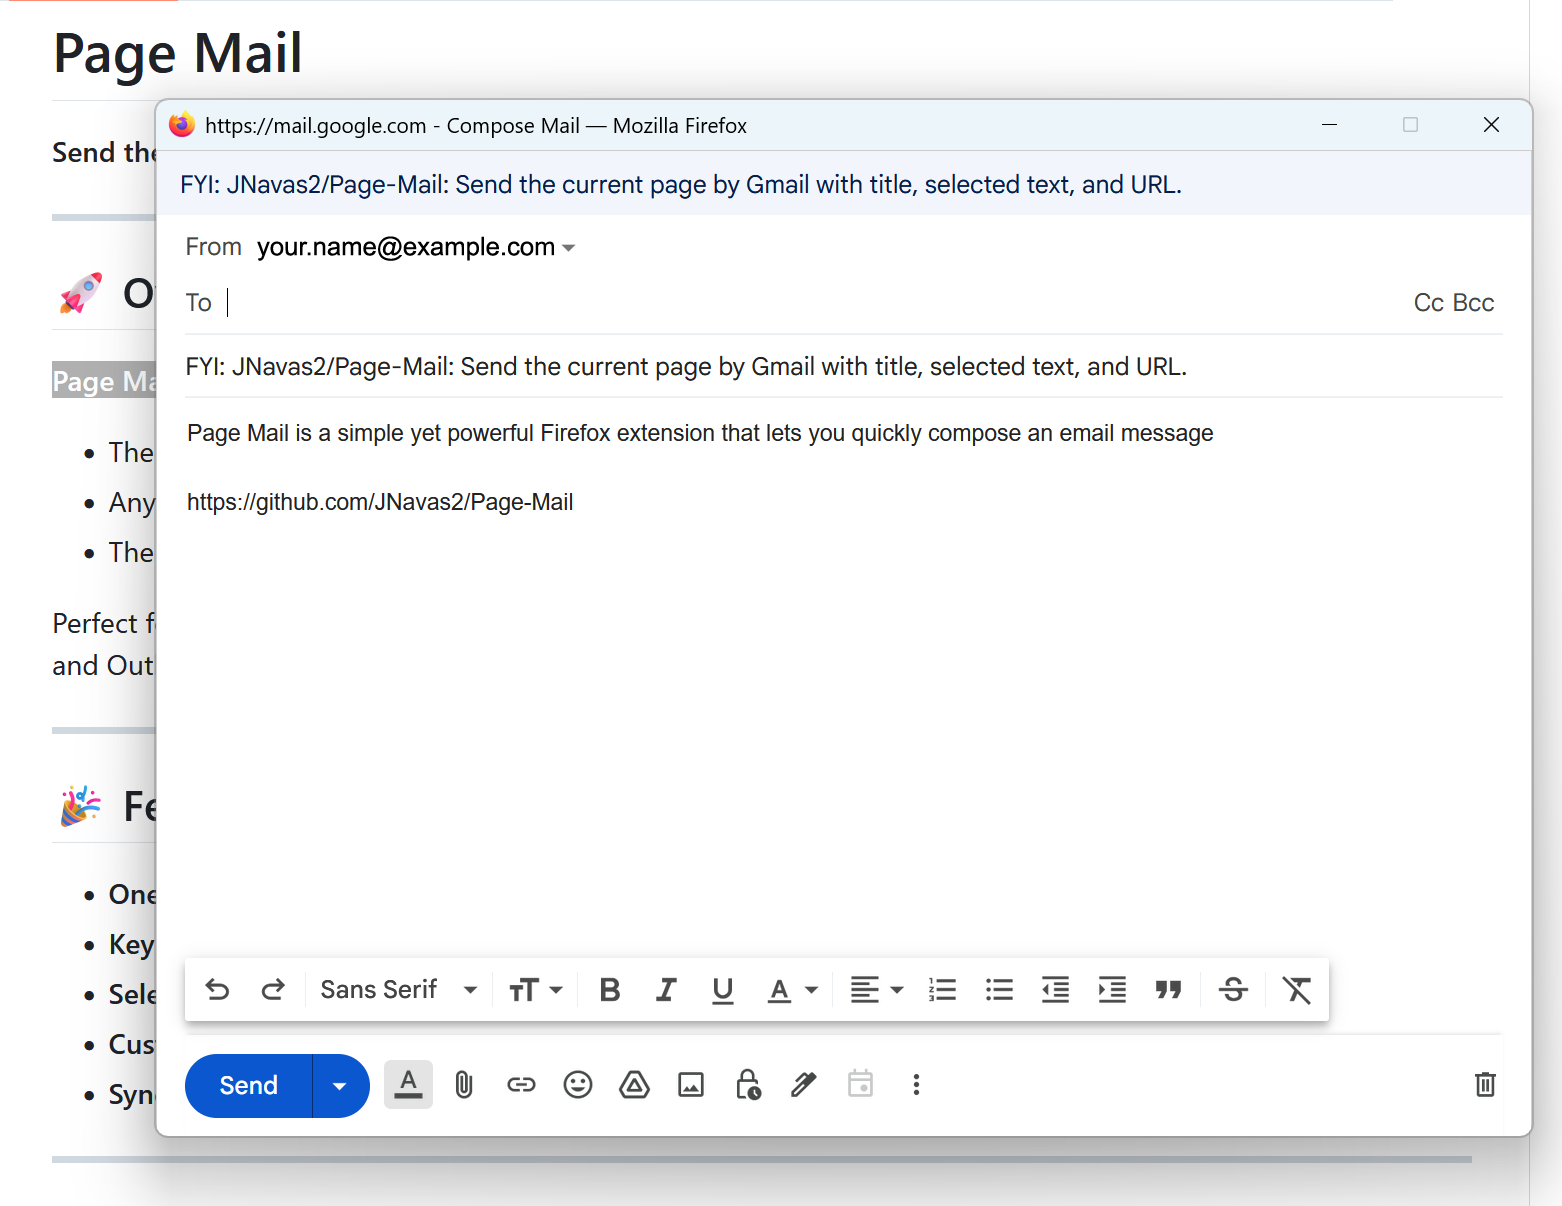 Page Mail
Send the
O
Page Ma
The
Any
The
Perfect f
and Out
Fe
One
Key
Sele
Cus
Syn
https://mail.google.com - Compose Mail — Mozilla Firefox
FYI: JNavas2/Page-Mail: Send the current page by Gmail with title, selected text, and URL.
From your.name@example.com
To
Cc Bcc
FYI: JNavas2/Page-Mail: Send the current page by Gmail with title, selected text, and URL.
Page Mail is a simple yet powerful Firefox extension that lets you quickly compose an email message
https://github.com/JNavas2/Page-Mail
Sans Serif
Send